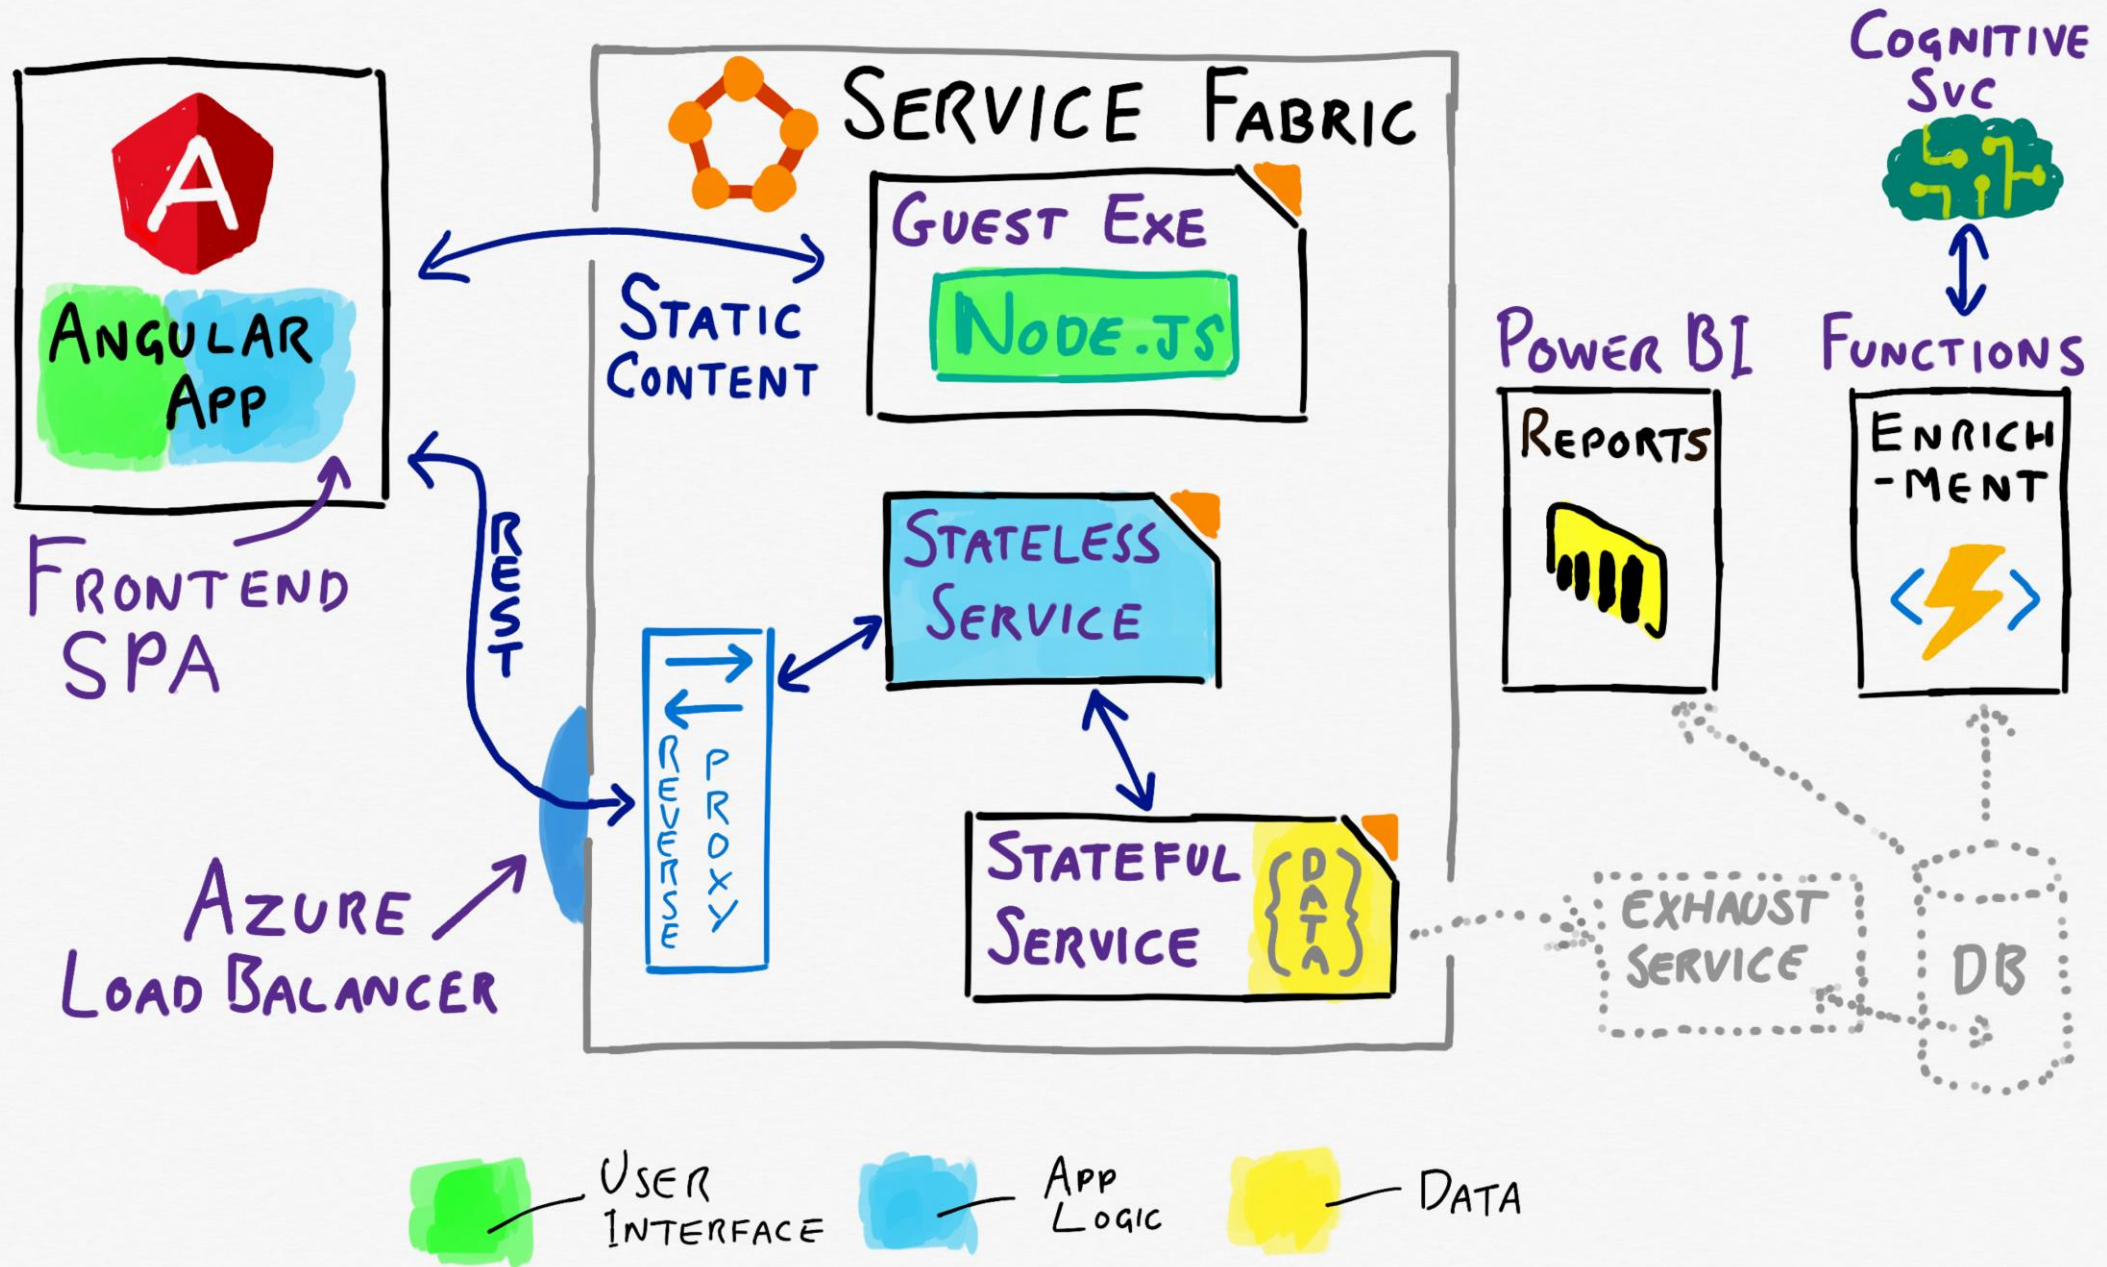 SERVICE FABRIC
COGNITIVE
SVC
A
ANGULAR
APP
FRONTEND
SPA
STATIC
CONTENT
REST
GUEST EXE
NODE.JS
STATELESS
SERVICE
REVERSE
PROXY
STATEFUL
SERVICE
{DATA}
AZURE
LOAD BALANCER
POWER BI
REPORTS
FUNCTIONS
ENRICH
-MENT
< >
EXHAUST
SERVICE
DB
USER
INTERFACE
APP
LOGIC
DATA